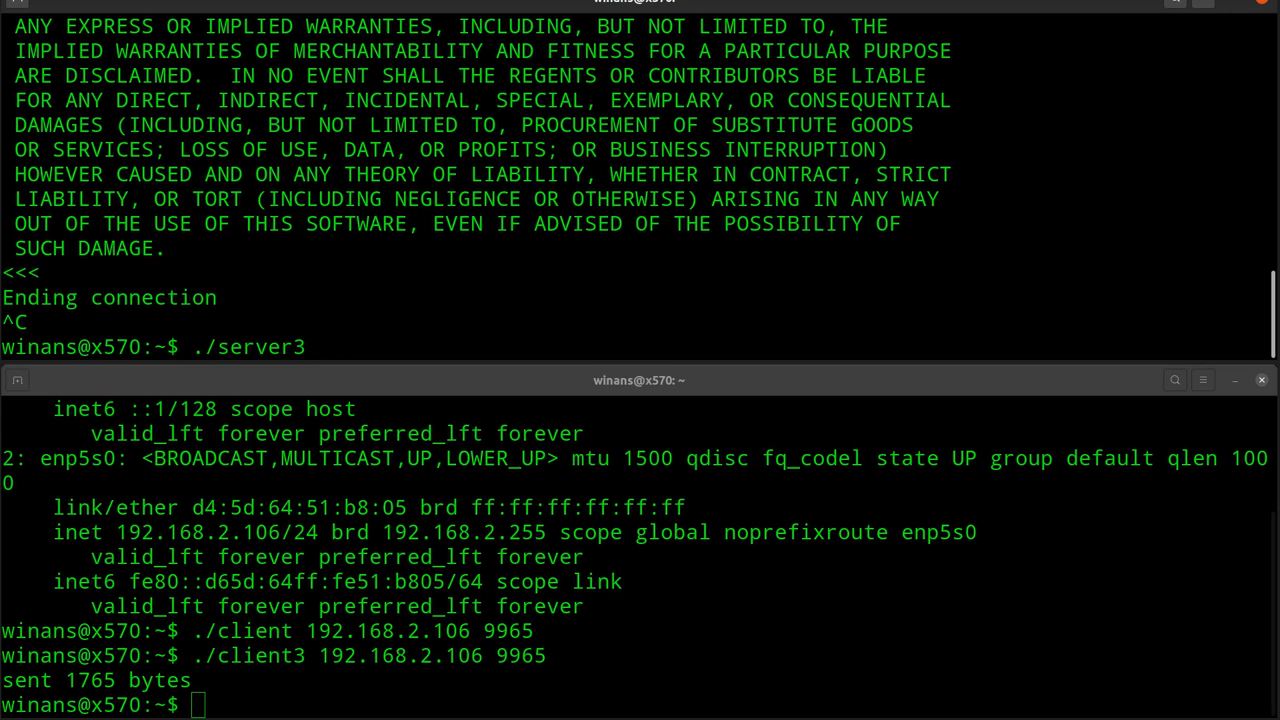 winans@x570:~
ANY EXPRESS OR IMPLIED WARRANTIES, INCLUDING, BUT NOT LIMITED TO, THE
IMPLIED WARRANTIES OF MERCHANTABILITY AND FITNESS FOR A PARTICULAR PURPOSE
ARE DISCLAIMED.  IN NO EVENT SHALL THE REGENTS OR CONTRIBUTORS BE LIABLE
FOR ANY DIRECT, INDIRECT, INCIDENTAL, SPECIAL, EXEMPLARY, OR CONSEQUENTIAL
DAMAGES (INCLUDING, BUT NOT LIMITED TO, PROCUREMENT OF SUBSTITUTE GOODS
OR SERVICES; LOSS OF USE, DATA, OR PROFITS; OR BUSINESS INTERRUPTION)
HOWEVER CAUSED AND ON ANY THEORY OF LIABILITY, WHETHER IN CONTRACT, STRICT
LIABILITY, OR TORT (INCLUDING NEGLIGENCE OR OTHERWISE) ARISING IN ANY WAY
OUT OF THE USE OF THIS SOFTWARE, EVEN IF ADVISED OF THE POSSIBILITY OF
SUCH DAMAGE.
<<<
Ending connection
^C
winans@x570:~$ ./server3
winans@x570: ~
inet6 ::1/128 scope host
valid_lft forever preferred_lft forever
2: enp5s0: <BROADCAST,MULTICAST,UP,LOWER_UP> mtu 1500 qdisc fq_codel state UP group default qlen 100
0
link/ether d4:5d:64:51:b8:05 brd ff:ff:ff:ff:ff:ff
inet 192.168.2.106/24 brd 192.168.2.255 scope global noprefixroute enp5s0
valid_lft forever preferred_lft forever
inet6 fe80::d65d:64ff:fe51:b805/64 scope link
valid_lft forever preferred_lft forever
winans@x570:~$ ./client 192.168.2.106 9965
winans@x570:~$ ./client3 192.168.2.106 9965
sent 1765 bytes
winans@x570:~$